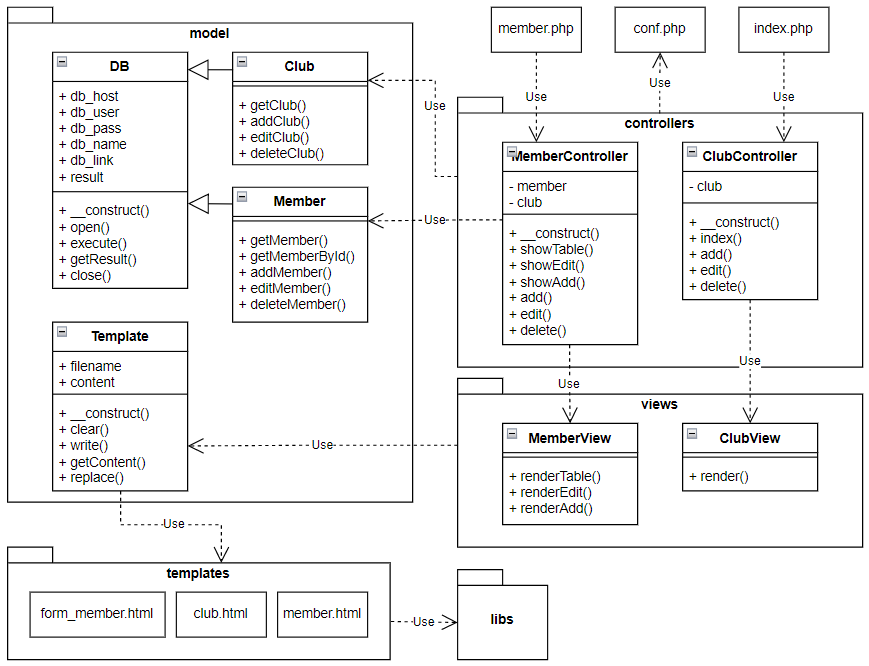 model
DB
+ db_host
+ db_user
+ db_pass
+ db_name
+ db_link
+ result
+ __construct()
+ open()
+ execute()
+ getResult()
+ close()
Club
+ getClub()
+ addClub()
+ editClub()
+ deleteClub()
Member
+ getMember()
+ getMemberById()
+ addMember()
+ editMember()
+ deleteMember()
Template
+ filename
+ content
+ __construct()
+ clear()
+ write()
+ getContent()
+ replace()
member.php
conf.php
index.php
Use
Use
Use
Use
Use
controllers
MemberController
- member
- club
+ __construct()
+ showTable()
+ showEdit()
+ showAdd()
+ add()
+ edit()
+ delete()
ClubController
- club
+ __construct()
+ index()
+ add()
+ edit()
+ delete()
Use
Use
views
MemberView
+ renderTable()
+ renderEdit()
+ renderAdd()
ClubView
+ render()
Use
Use
templates
form_member.html
club.html
member.html
Use
libs